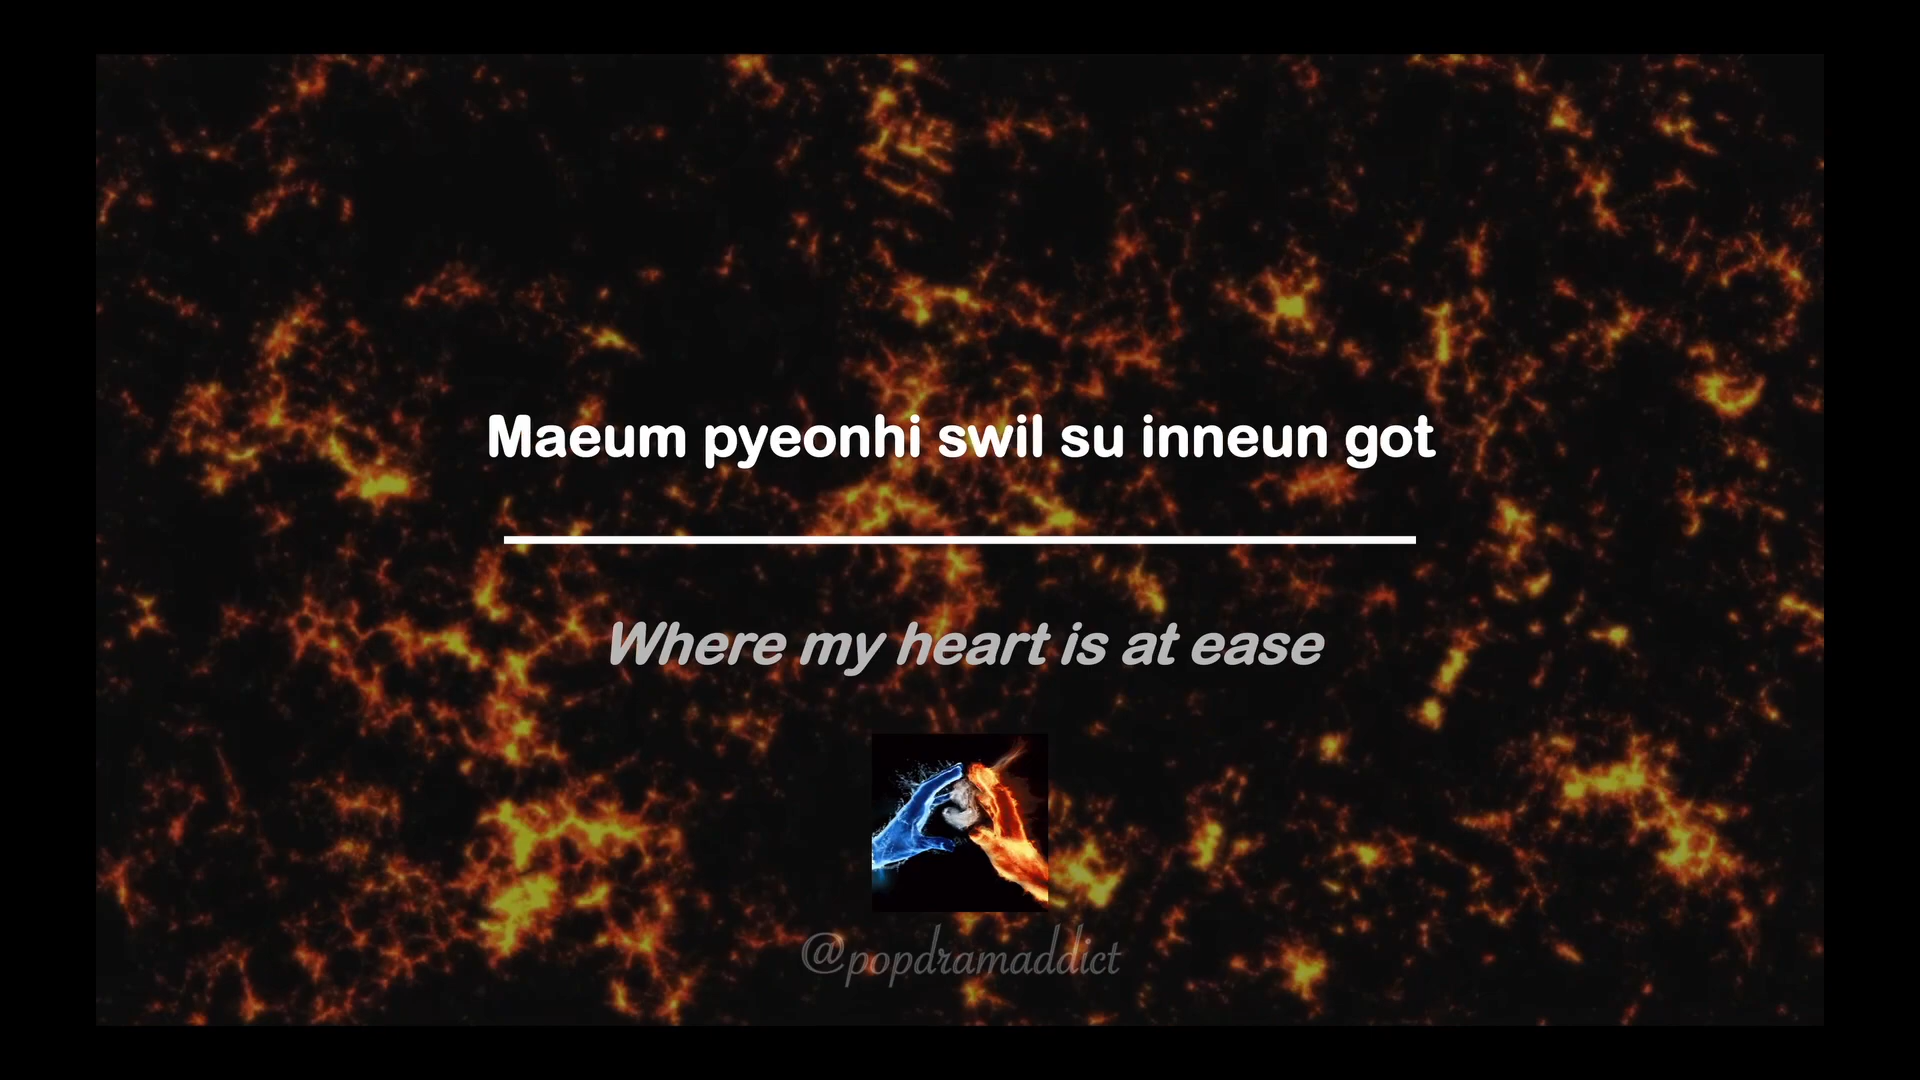 Maeum pyeonhi swil su inneun got
Where my heart is at ease
@popdramaddict